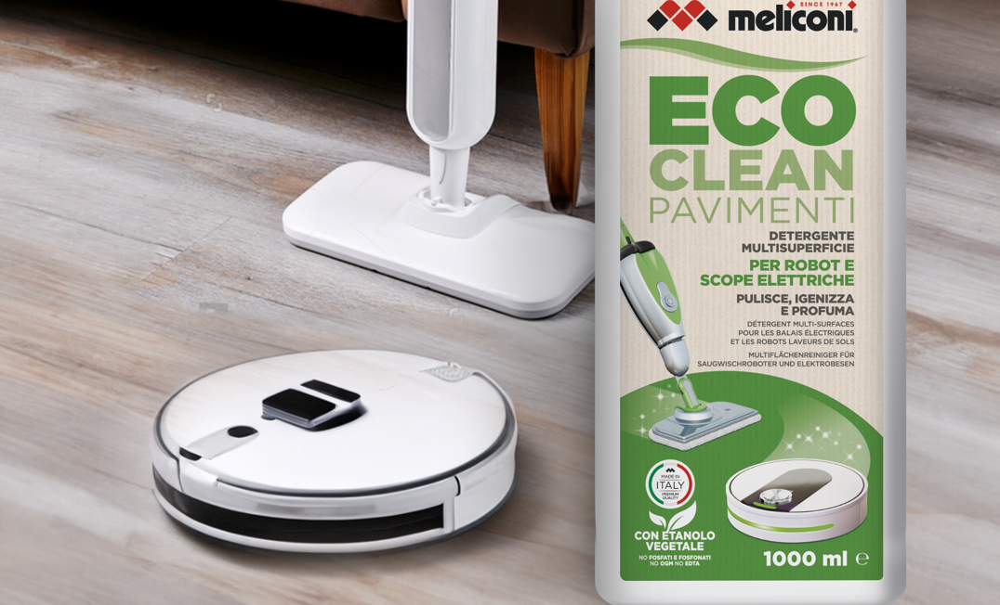 SINCE 1967
meliconi®
ECO
CLEAN
PAVIMENTI
DETERGENTE
MULTISUPERFICIE
PER ROBOT E
SCOPE ELETTRICHE
PULISCE, IGENIZZA
E PROFUMA
DÉTERGENT MULTI-SURFACES
POUR LES BALAIS ÉLECTRIQUES
ET LES ROBOTS LAVEURS DE SOLS
MULTIFLÄCHENREINIGER FÜR
SAUGWISCHROBOTER UND ELEKTROBESEN
MADE IN
ITALY
PREMIUM
QUALITY
CON ETANOLO
VEGETALE
NO FOSFATI E FOSFONATI
NO OGM NO EDTA
1000 ml ℮